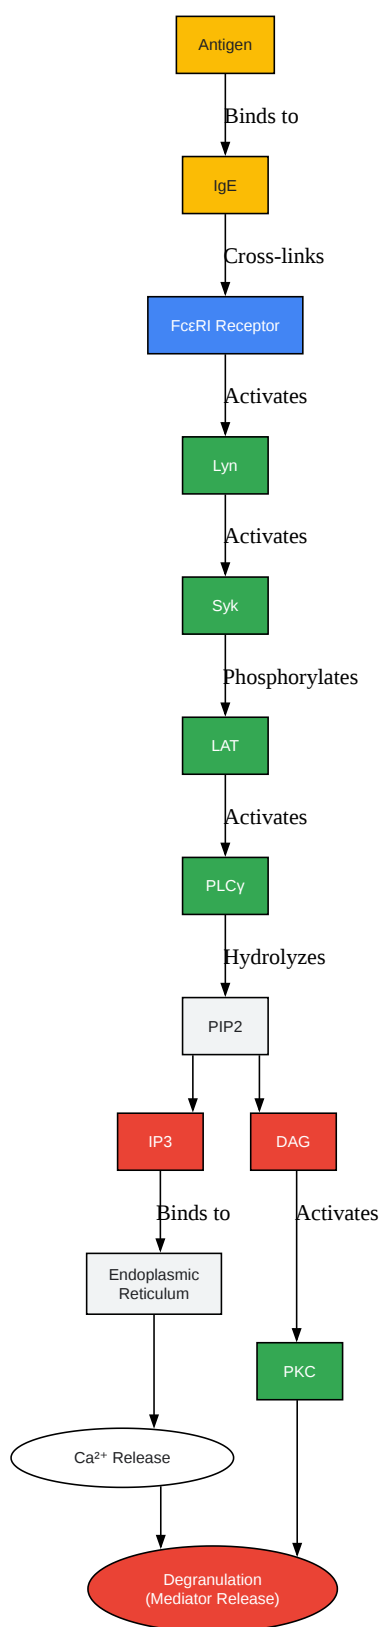 Antigen
Binds to
IgE
Cross-links
FcεRI Receptor
Activates
Lyn
Activates
Syk
Phosphorylates
LAT
Activates
PLCγ
Hydrolyzes
PIP2
IP3
DAG
Binds to
Activates
Endoplasmic
Reticulum
PKC
Ca²⁺ Release
Degranulation
(Mediator Release)